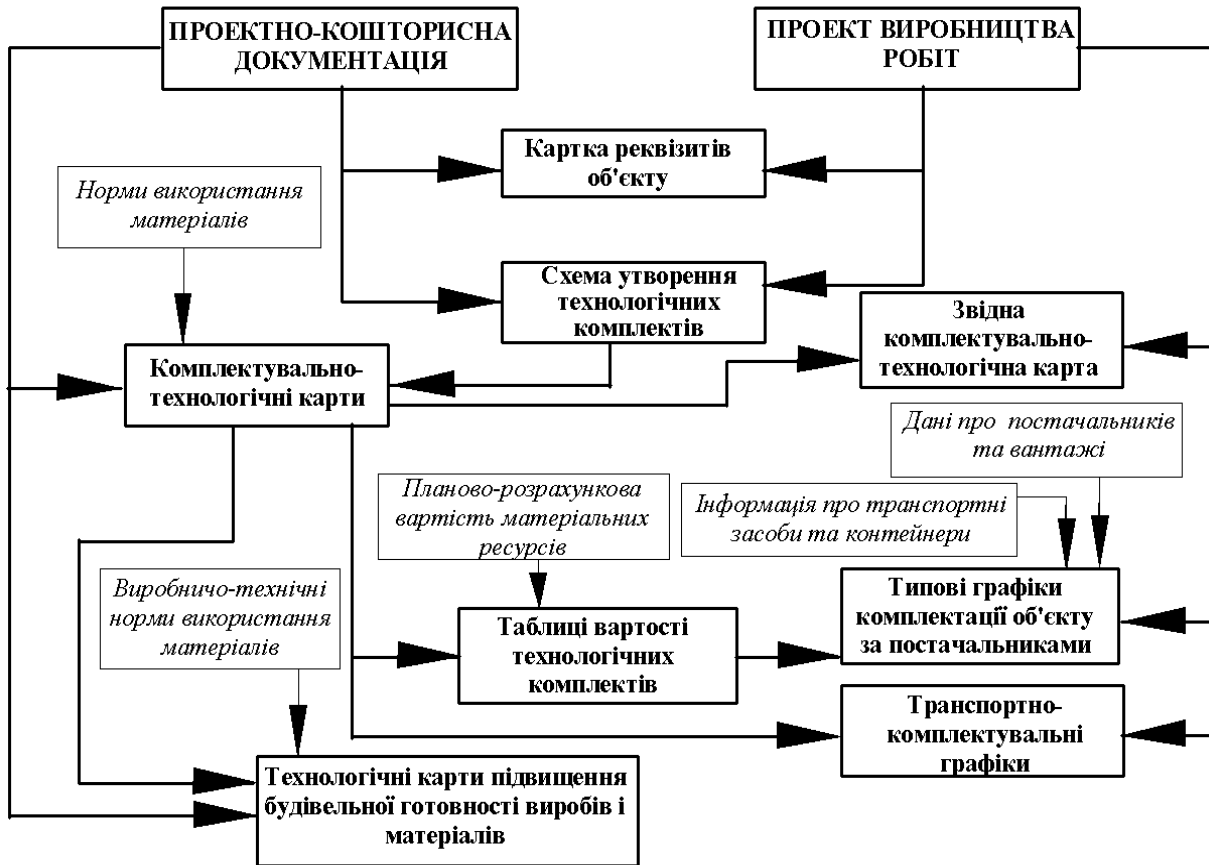 ПРОЕКТНО-КОШТОРИСНА
ДОКУМЕНТАЦІЯ
ПРОЕКТ ВИРОБНИЦТВА
РОБІТ
Картка реквізитів
об'єкту
Норми використання
матеріалів
Схема утворення
технологічних
комплектів
Звідна
комплектувально-
технологічна карта
Комплектувально-
технологічні карти
Дані про постачальників
та вантажі
Планово-розрахункова
вартість матеріальних
ресурсів
Інформація про транспортні
засоби та контейнери
Виробничо-технічні
норми використання
матеріалів
Таблиці вартості
технологічних
комплектів
Типові графіки
комплектації об'єкту
за постачальниками
Транспортно-
комплектувальні
графіки
Технологічні карти підвищення
будівельної готовності виробів і
матеріалів